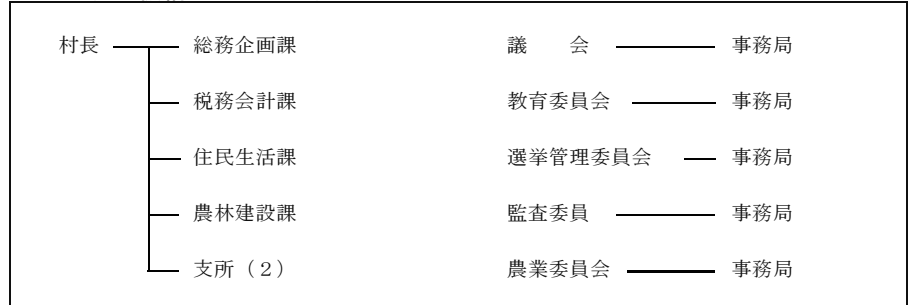 村長 総務企画課 議　会 事務局
税務会計課 教育委員会 事務局
住民生活課 選挙管理委員会 事務局
農林建設課 監査委員 事務局
支所（２） 農業委員会 事務局